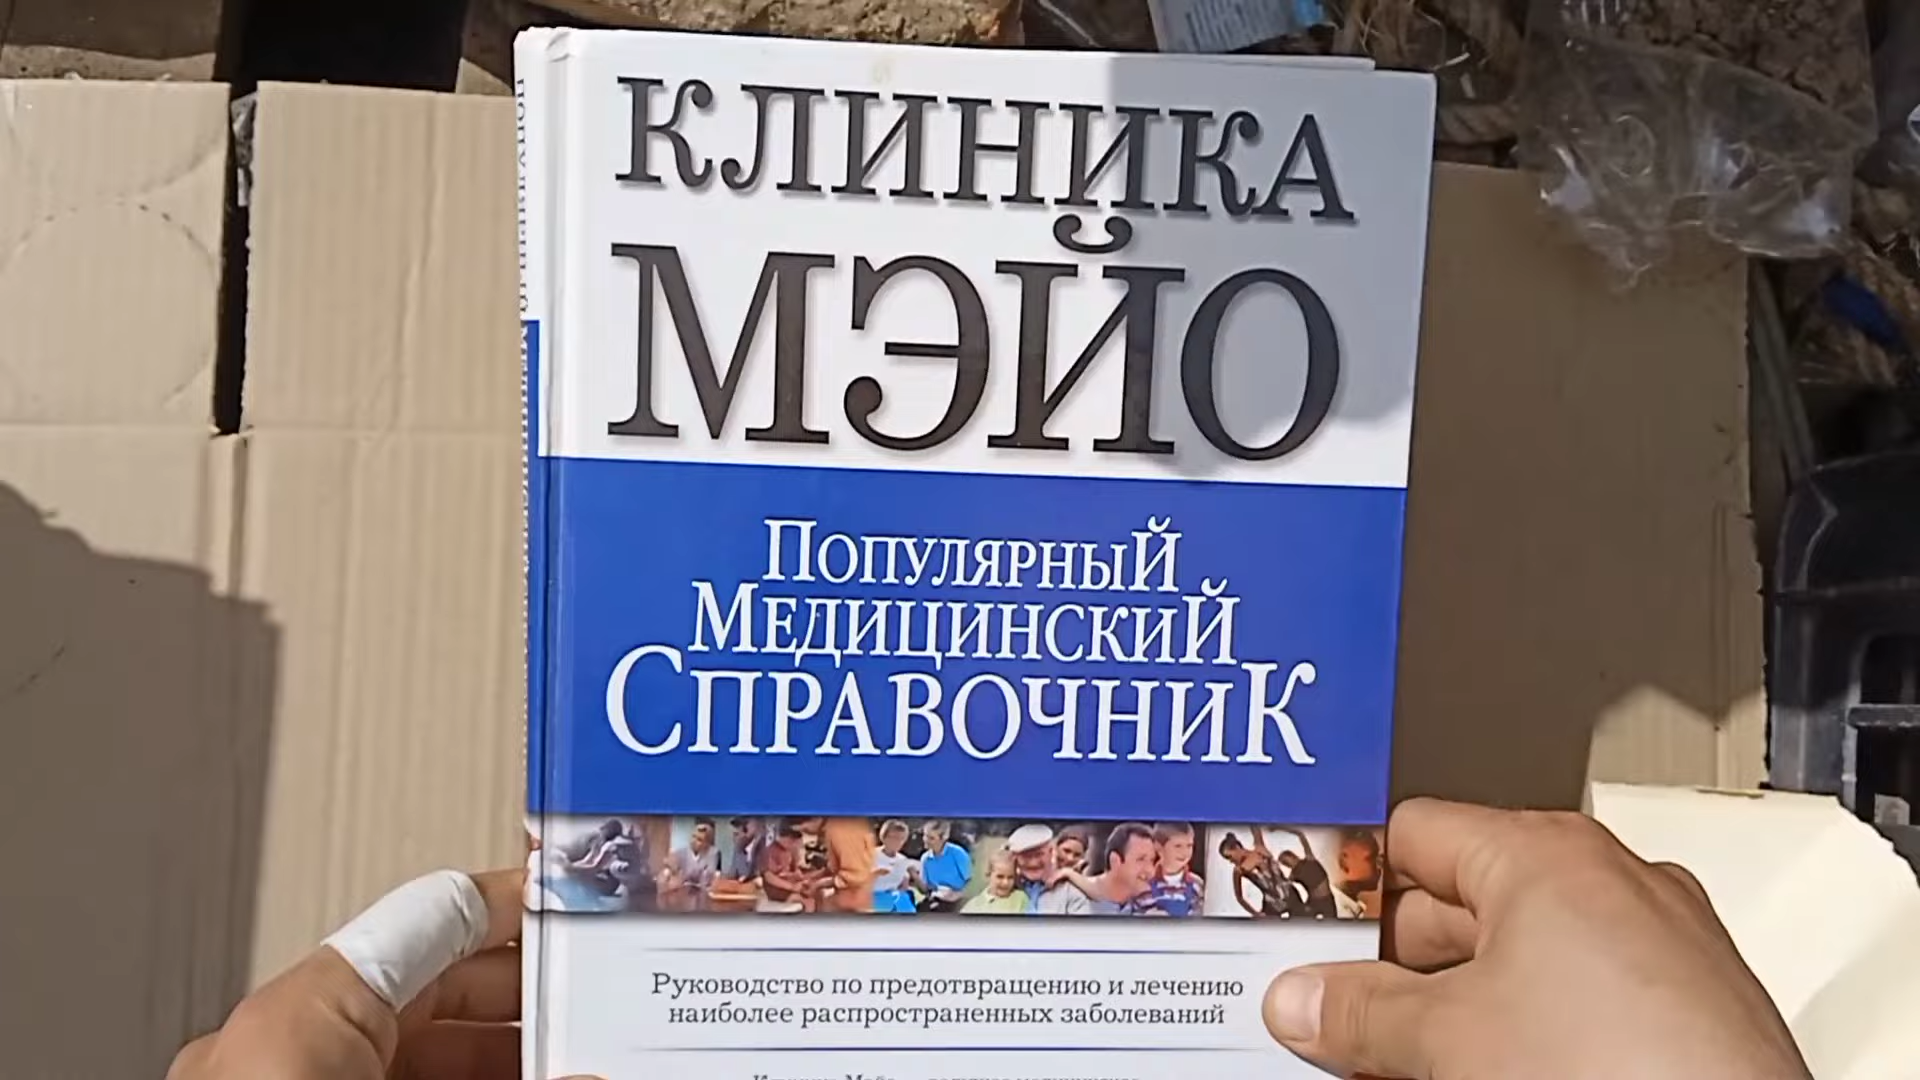 КЛИНИКА
МЭЙО
ПОПУЛЯРНЫЙ
МЕДИЦИНСКИЙ
СПРАВОЧНИК
Руководство по предотвращению и лечению
наиболее распространенных заболеваний